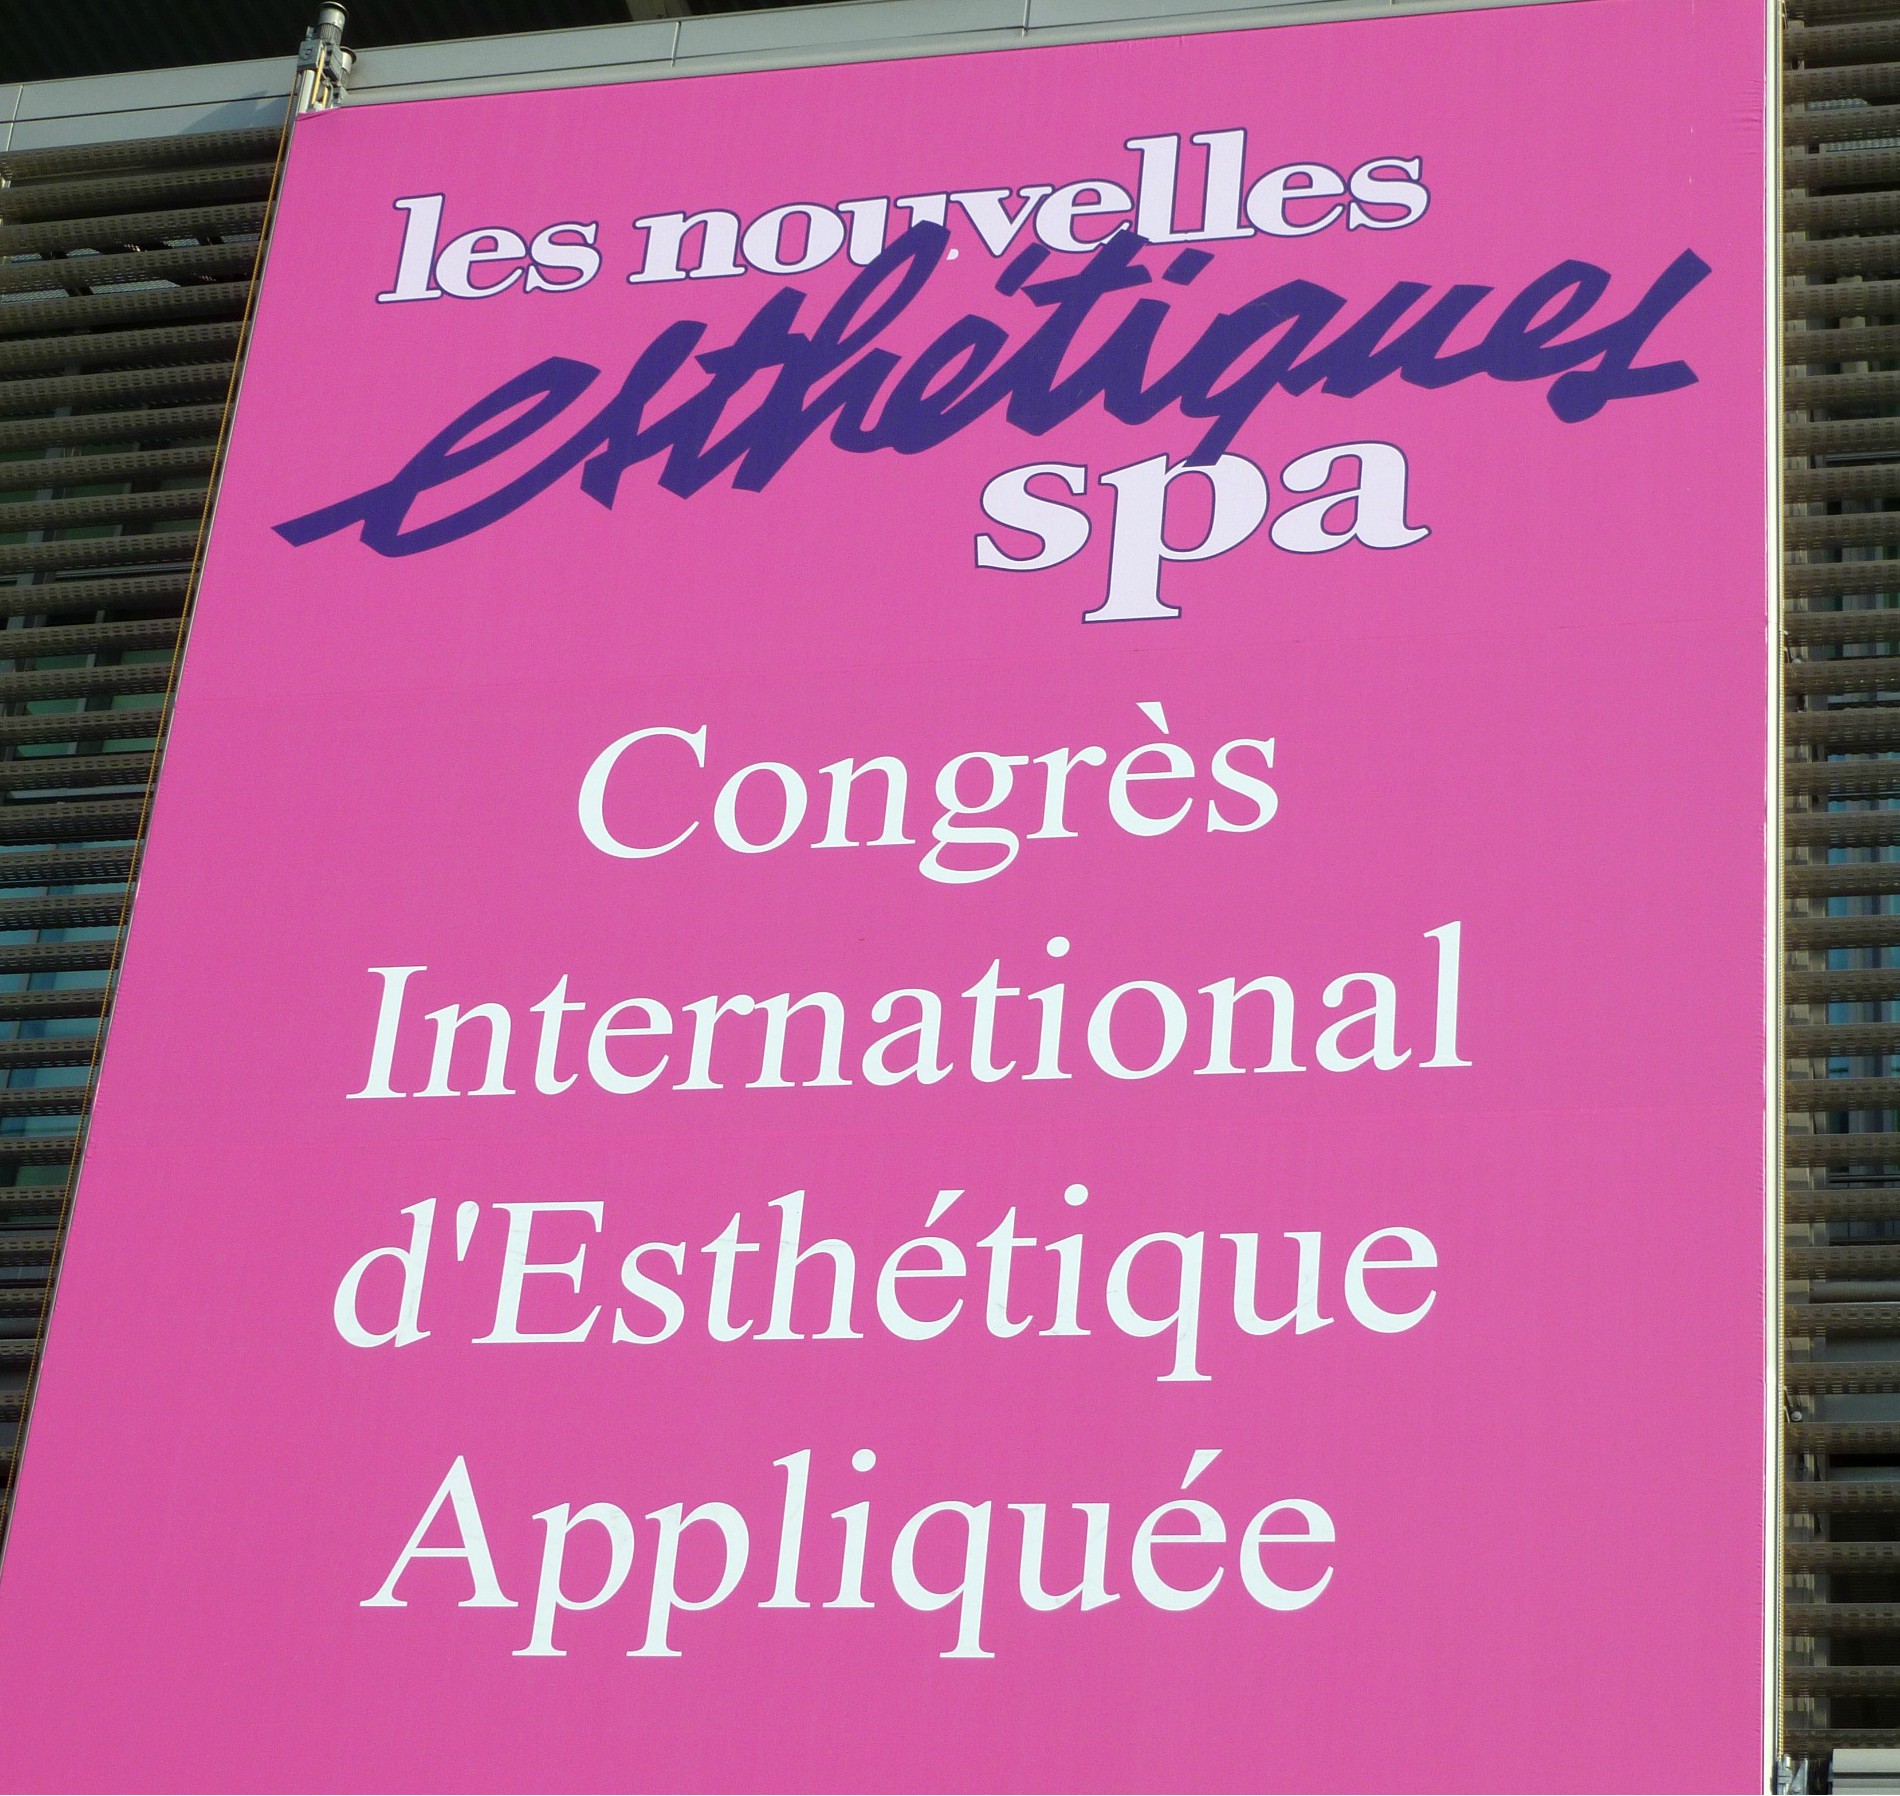 les nouvelles
esthétiques
spa
Congrès
International
d'Esthétique
Appliquée